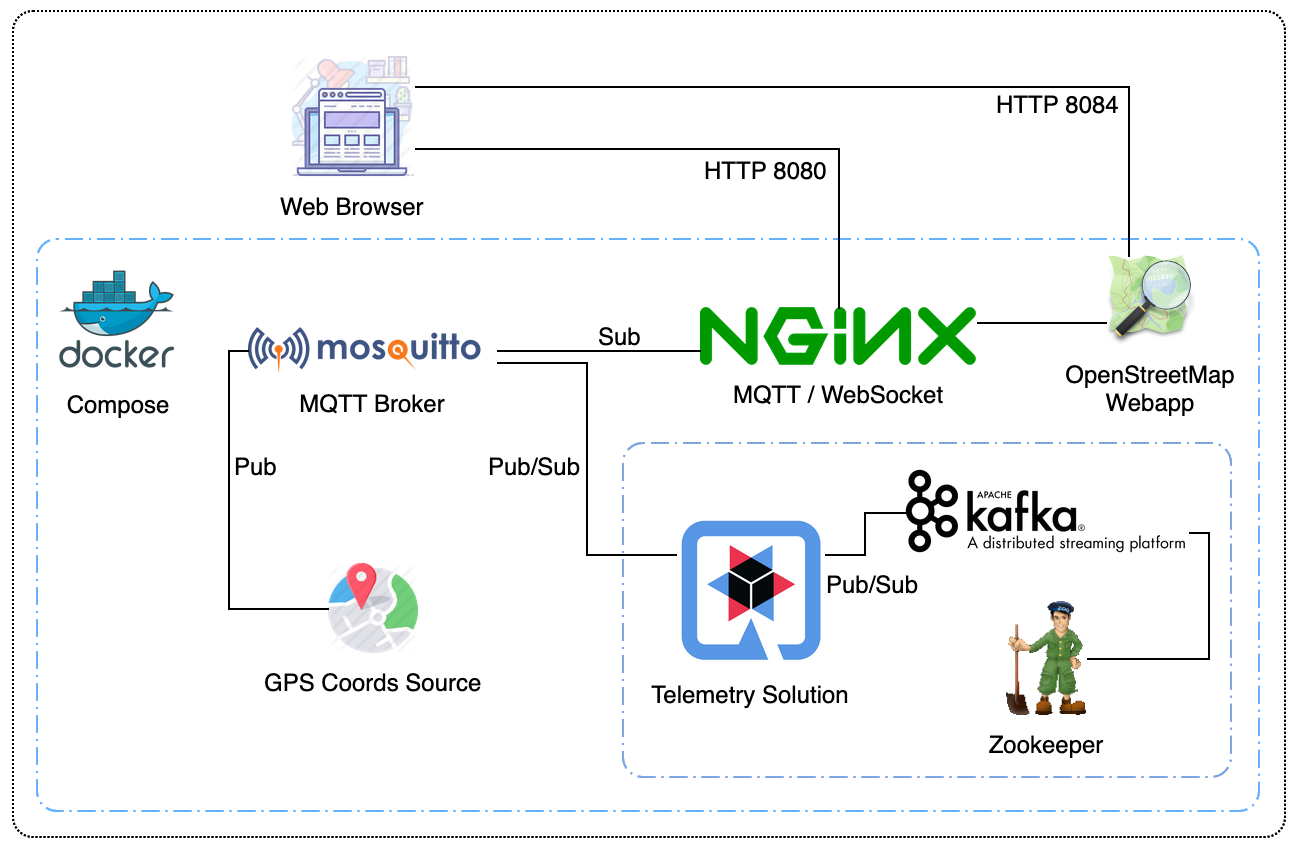 HTTP 8084
HTTP 8080
Web Browser
docker
Compose
mosquitto
MQTT Broker
Sub
NGINX
MQTT / WebSocket
OpenStreetMap
Webapp
Pub
Pub/Sub
APACHE
kafka®
A distributed streaming platform
Pub/Sub
GPS Coords Source
Telemetry Solution
ZOO
Zookeeper